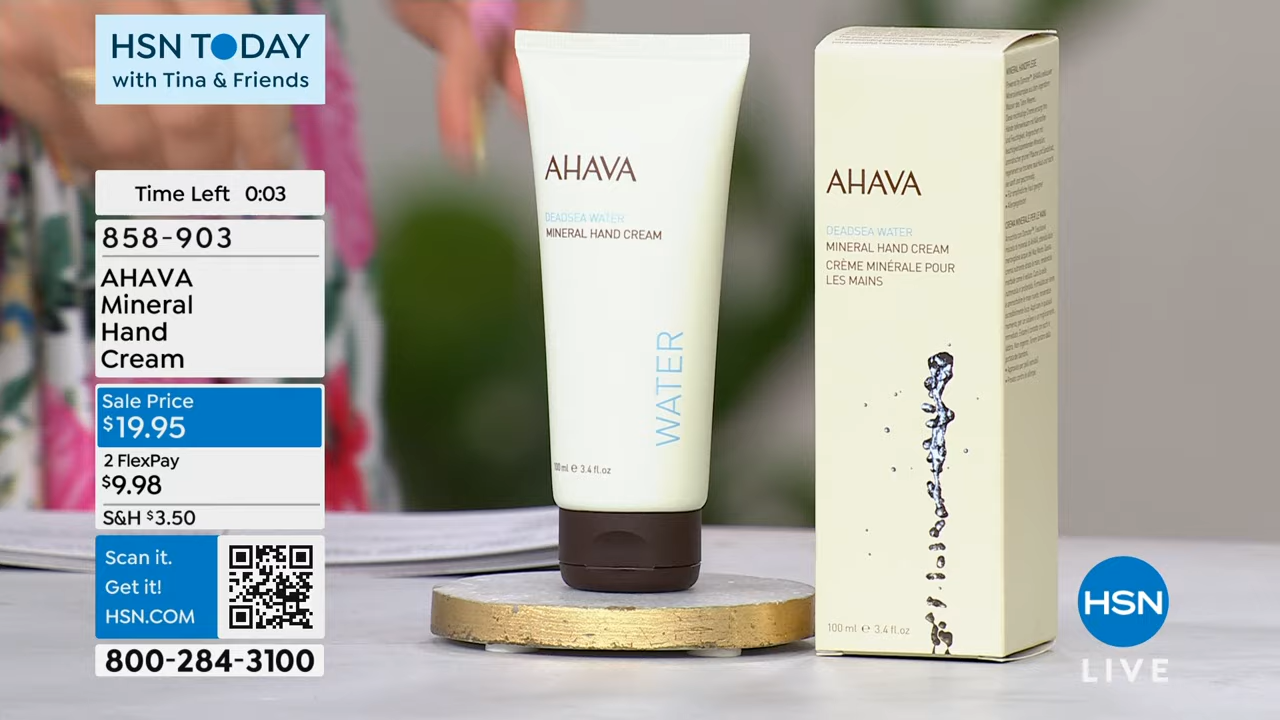 HSN TODAY
with Tina & Friends
Time Left 0:03
858-903
AHAVA
Mineral
Hand
Cream
Sale Price
$19.95
2 FlexPay
$9.98
S&H $3.50
Scan it.
Get it!
HSN.COM
800-284-3100
AHAVA
DEADSEA WATER
MINERAL HAND CREAM
WATER
100 ml e 3.4 fl.oz
AHAVA
DEADSEA WATER
MINERAL HAND CREAM
CRÈME MINÉRALE POUR
LES MAINS
100 ml e 3.4 fl.oz
HSN
LIVE